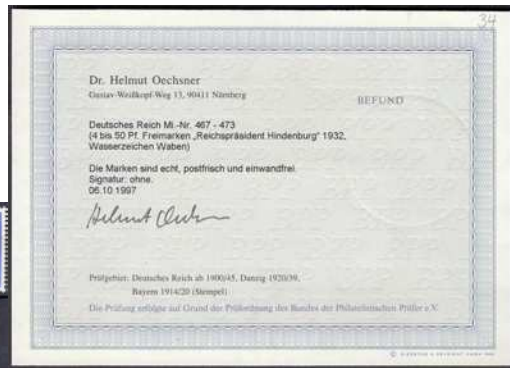 34
Dr. Helmut Oechsner
Gustav-Weißkopf-Weg 13, 90411 Nürnberg
BEFUND
Deutsches Reich Mi.-Nr. 467 - 473
(4 bis 50 Pf. Freimarken „Reichspräsident Hindenburg" 1932,
Wasserzeichen Waben)
Die Marken sind echt, postfrisch und einwandfrei.
Signatur: ohne.
06.10 1997
Helmut Oechsner
Prüfgebiet: Deutsches Reich ab 1900/45, Danzig 1920/39,
Bayern 1914/20 (Stempel)
Die Prüfung erfolgte auf Grund der Prüfordnung des Bundes der Philatelistischen Prüfer e.V.